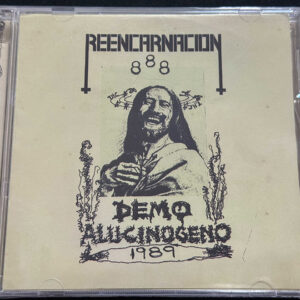 REENCARNACION
888
DEMO
ALUCINOGENO
1989